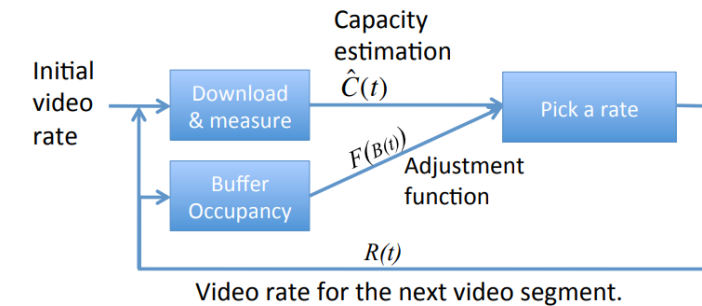 Capacity
estimation
Initial
video
rate
Download
& measure
Ĉ(t)
Pick a rate
F(B(t))
Adjustment
function
Buffer
Occupancy
R(t)
Video rate for the next video segment.